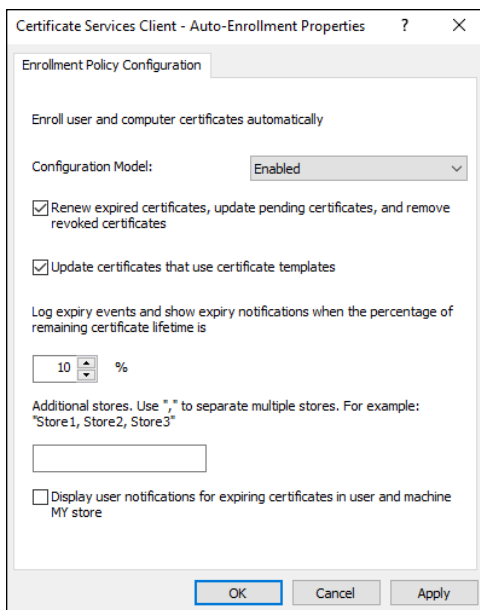 Certificate Services Client - Auto-Enrollment Properties ?
Enrollment Policy Configuration
Enroll user and computer certificates automatically
Configuration Model: Enabled
Renew expired certificates, update pending certificates, and remove
revoked certificates
Update certificates that use certificate templates
Log expiry events and show expiry notifications when the percentage of
remaining certificate lifetime is
10 %
Additional stores. Use "," to separate multiple stores. For example:
"Store1, Store2, Store3"
Display user notifications for expiring certificates in user and machine
MY store
OK Cancel Apply